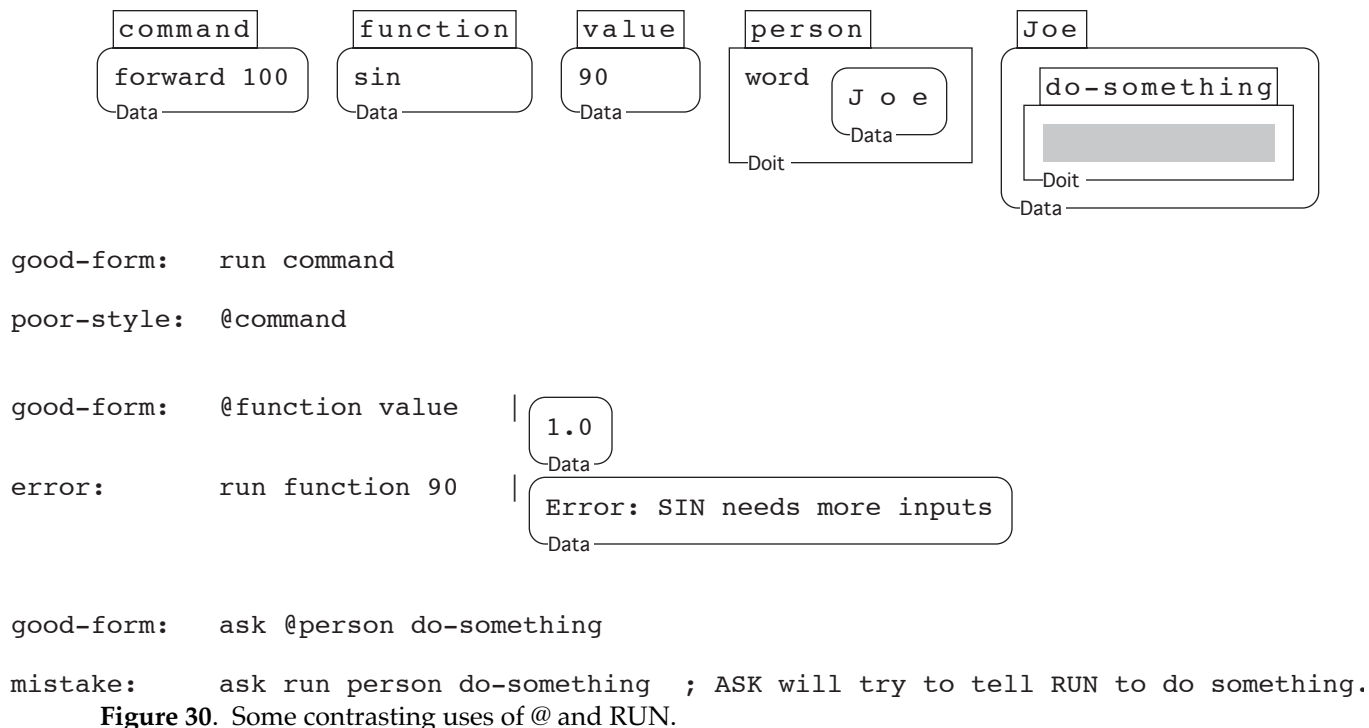 command function value person Joe
forward 100 sin 90 word J o e do-something
Data Data Data Data Doit Doit Data
good-form: run command
poor-style: @command
good-form: @function value | 1.0
Data
error: run function 90 | Error: SIN needs more inputs
Data
good-form: ask @person do-something
mistake: ask run person do-something ; ASK will try to tell RUN to do something.
Figure 30. Some contrasting uses of @ and RUN.